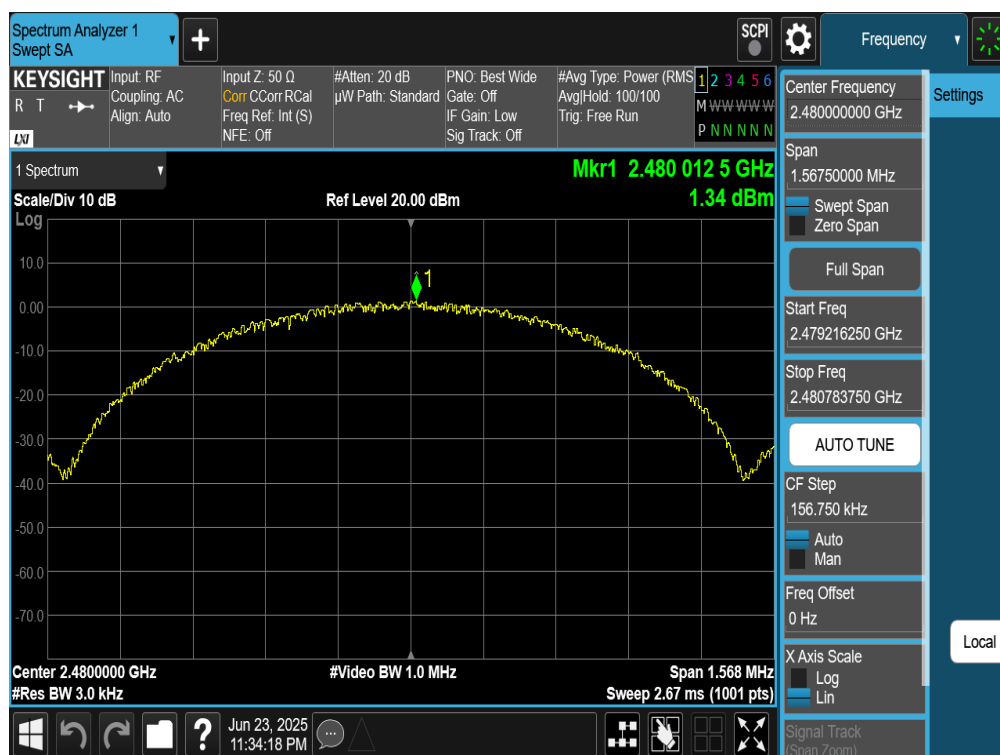 Spectrum Analyzer 1
Swept SA
+
SCPI
Frequency
KEYSIGHT
R T
LXI
Input: RF
Coupling: AC
Align: Auto
Input Z: 50 Ω
Corr CCorr RCal
Freq Ref: Int (S)
NFE: Off
#Atten: 20 dB
µW Path: Standard
PNO: Best Wide
Gate: Off
IF Gain: Low
Sig Track: Off
#Avg Type: Power (RMS
Avg|Hold: 100/100
Trig: Free Run
1 2 3 4 5 6
M W W W W W
P N N N N N
1 Spectrum
Mkr1 2.480 012 5 GHz
Scale/Div 10 dB
Ref Level 20.00 dBm
1.34 dBm
Log
1
10.0
0.00
-10.0
-20.0
-30.0
-40.0
-50.0
-60.0
-70.0
Center 2.4800000 GHz
#Video BW 1.0 MHz
Span 1.568 MHz
#Res BW 3.0 kHz
Sweep 2.67 ms (1001 pts)
?
Jun 23, 2025
11:34:18 PM
Center Frequency
2.480000000 GHz
Settings
Span
1.56750000 MHz
Swept Span
Zero Span
Full Span
Start Freq
2.479216250 GHz
Stop Freq
2.480783750 GHz
AUTO TUNE
CF Step
156.750 kHz
Auto
Man
Freq Offset
0 Hz
Local
X Axis Scale
Log
Lin
Signal Track
(Span Zoom)